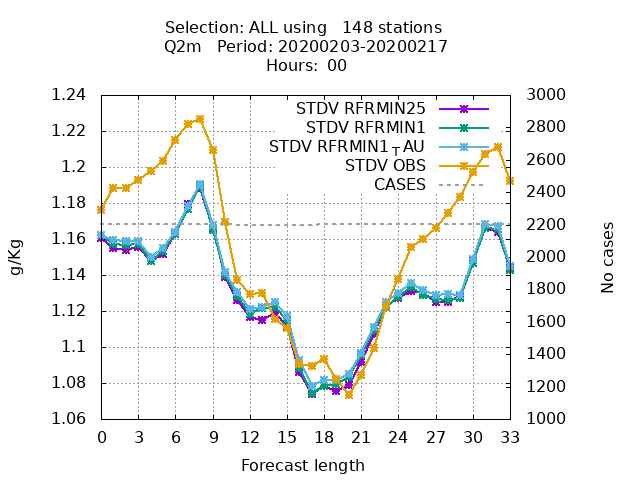 Selection: ALL using   148 stations
Q2m   Period: 20200203-20200217
Hours:  00
1.24
1.22
1.2
1.18
1.16
1.14
1.12
1.1
1.08
1.06
3000
2800
2600
2400
2200
2000
1800
1600
1400
1200
1000
STDV RFRMIN25
STDV RFRMIN1
STDV RFRMIN1┬AU
STDV OBS
CASES
g/Kg
No cases
0 3 6 9 12 15 18 21 24 27 30 33
Forecast length